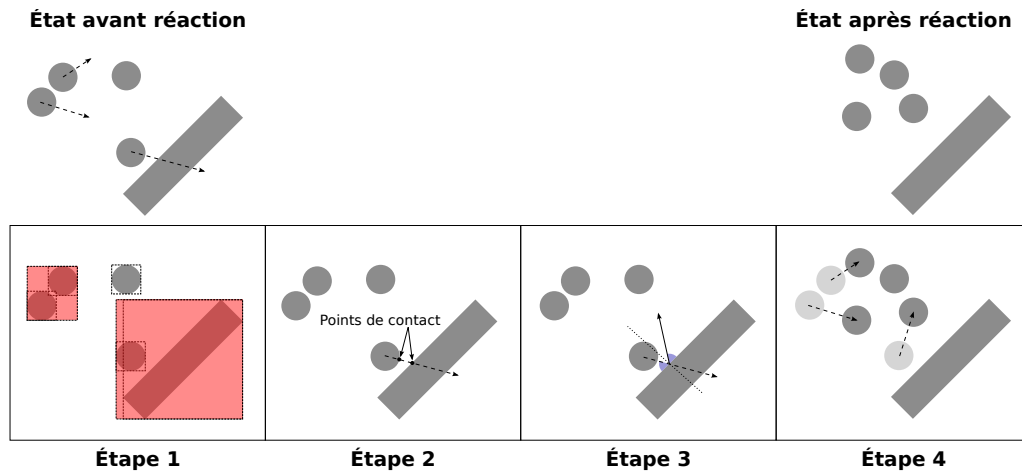 État avant réaction
État après réaction
Points de contact
Étape 1
Étape 2
Étape 3
Étape 4